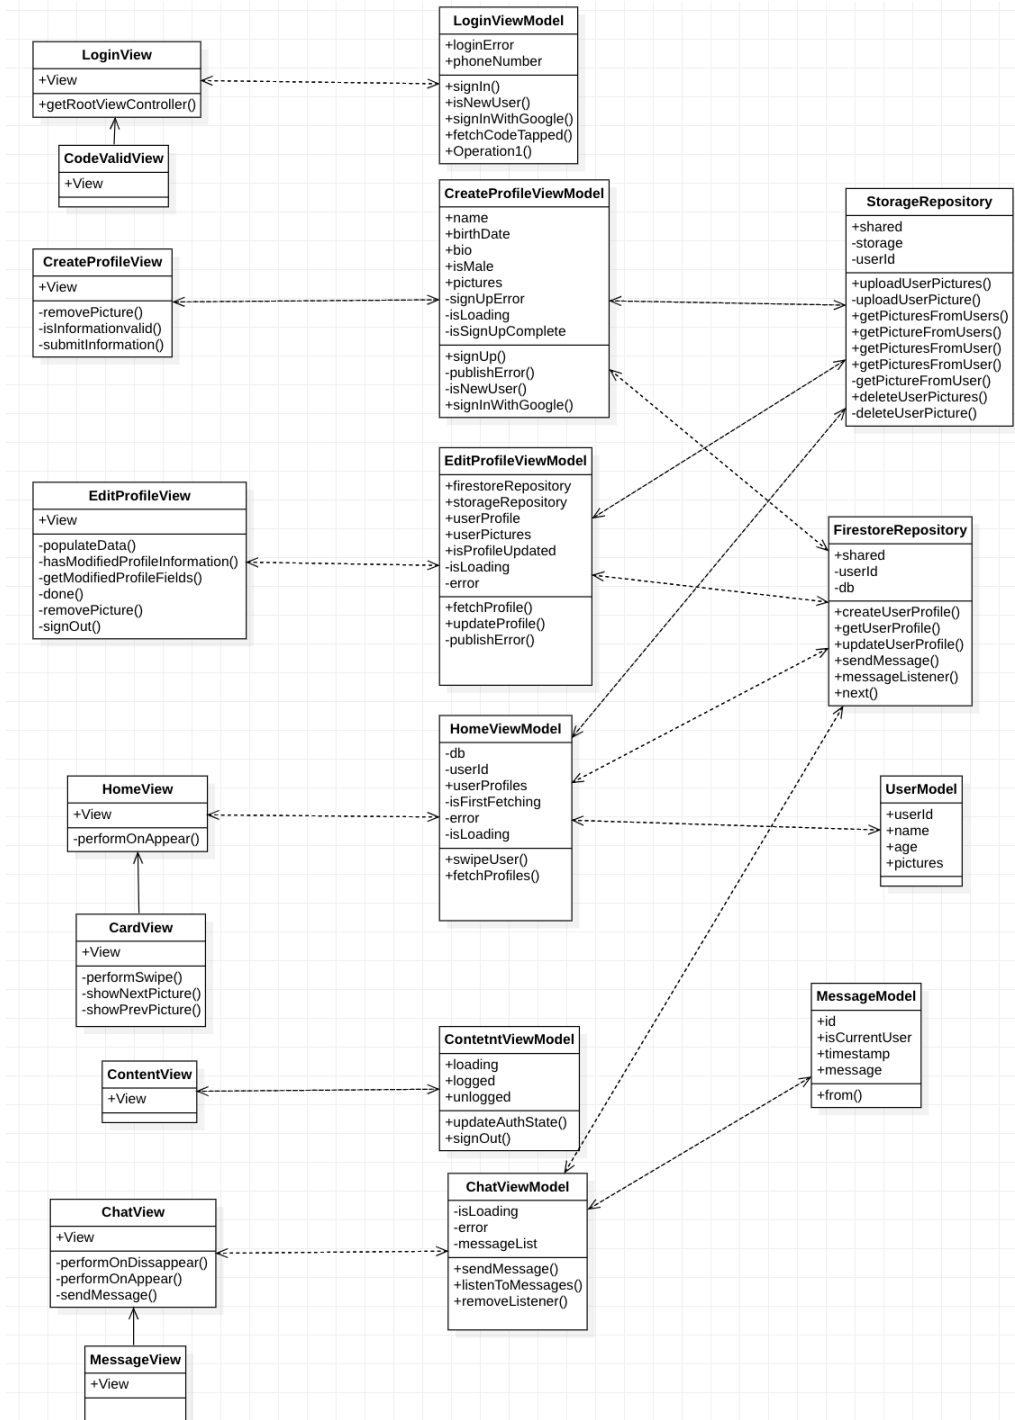 LoginViewModel
+loginError
+phoneNumber
+signIn()
+isNewUser()
+signInWithGoogle()
+fetchCodeTapped()
+Operation1()
LoginView
+View
+getRootViewController()
CodeValidView
+View
CreateProfileViewModel
+name
+birthDate
+bio
+isMale
+pictures
-signUpError
-isLoading
-isSignUpComplete
+signUp()
-publishError()
-isNewUser()
+signInWithGoogle()
StorageRepository
+shared
-storage
-userId
+uploadUserPictures()
-uploadUserPicture()
+getPicturesFromUsers()
+getPictureFromUsers()
+getPicturesFromUser()
+getPicturesFromUser()
-getPictureFromUser()
+deleteUserPictures()
-deleteUserPicture()
CreateProfileView
+View
-removePicture()
-isInformationvalid()
-submitInformation()
EditProfileViewModel
+firestoreRepository
+storageRepository
+userProfile
+userPictures
+isProfileUpdated
-isLoading
-error
+fetchProfile()
+updateProfile()
-publishError()
EditProfileView
+View
-populateData()
-hasModifiedProfileInformation()
-getModifiedProfileFields()
-done()
-removePicture()
-signOut()
FirestoreRepository
+shared
-userId
-db
+createUserProfile()
+getUserProfile()
+updateUserProfile()
+sendMessage()
+messageListener()
+next()
HomeViewModel
-db
-userId
+userProfiles
-isFirstFetching
-error
-isLoading
+swipeUser()
+fetchProfiles()
HomeView
+View
-performOnAppear()
UserModel
+userId
+name
+age
+pictures
CardView
+View
-performSwipe()
-showNextPicture()
-showPrevPicture()
MessageModel
+id
+isCurrentUser
+timestamp
+message
+from()
ContetntViewModel
+loading
+logged
+unlogged
+updateAuthState()
+signOut()
ContentView
+View
ChatViewModel
-isLoading
-error
-messageList
+sendMessage()
+listenToMessages()
+removeListener()
ChatView
+View
-performOnDissappear()
-performOnAppear()
-sendMessage()
MessageView
+View